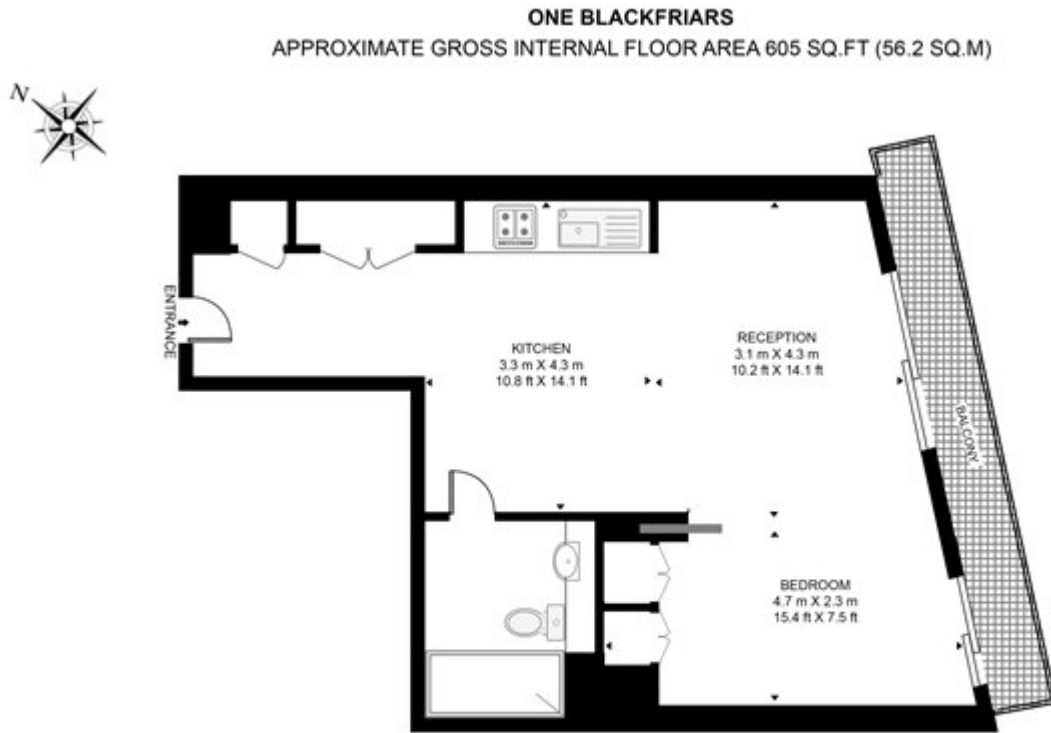 ONE BLACKFRIARS
APPROXIMATE GROSS INTERNAL FLOOR AREA 605 SQ.FT (56.2 SQ.M)
N
ENTRANCE
KITCHEN
3.3 m X 4.3 m
10.8 ft X 14.1 ft
RECEPTION
3.1 m X 4.3 m
10.2 ft X 14.1 ft
BALCONY
BEDROOM
4.7 m X 2.3 m
15.4 ft X 7.5 ft